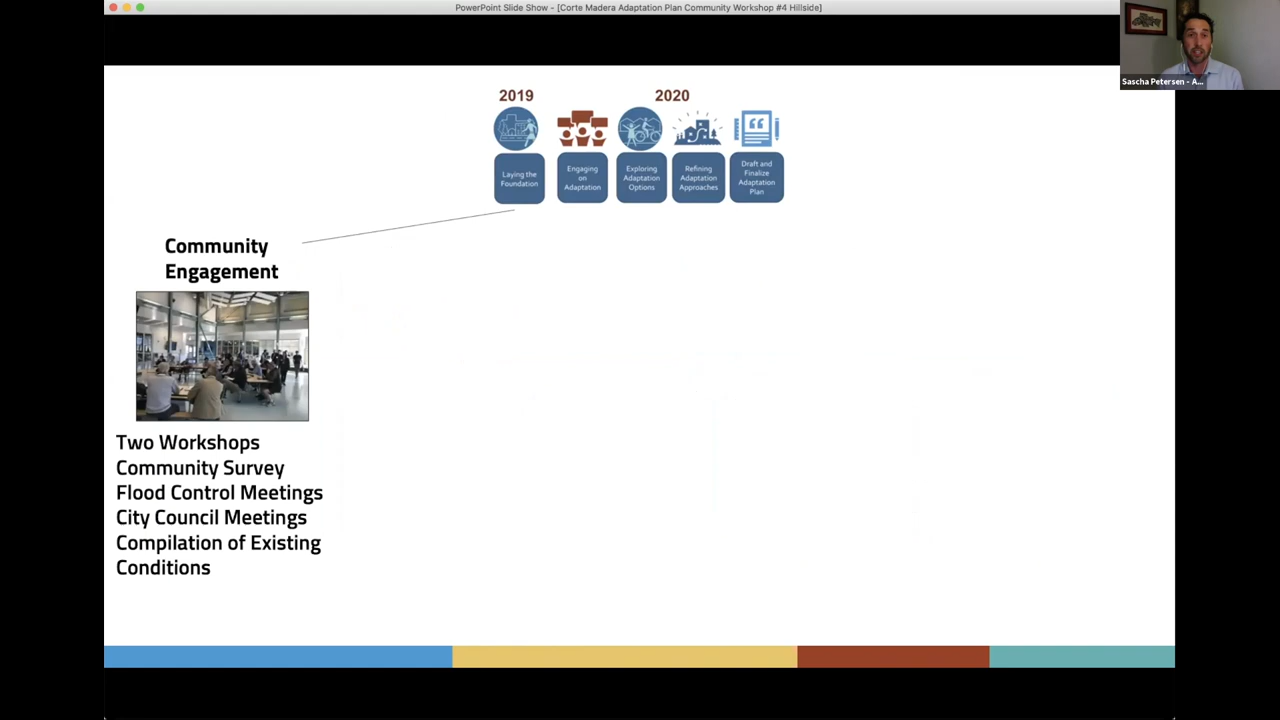 PowerPoint Slide Show - [Corte Madera Adaptation Plan Community Workshop #4 Hillside]
Sascha Petersen - A...
2019
2020
Laying the
Foundation
Engaging
on
Adaptation
Exploring
Adaptation
Options
Refining
Adaptation
Approaches
Draft and
Finalize
Adaptation
Plan
Community
Engagement
Two Workshops
Community Survey
Flood Control Meetings
City Council Meetings
Compilation of Existing
Conditions